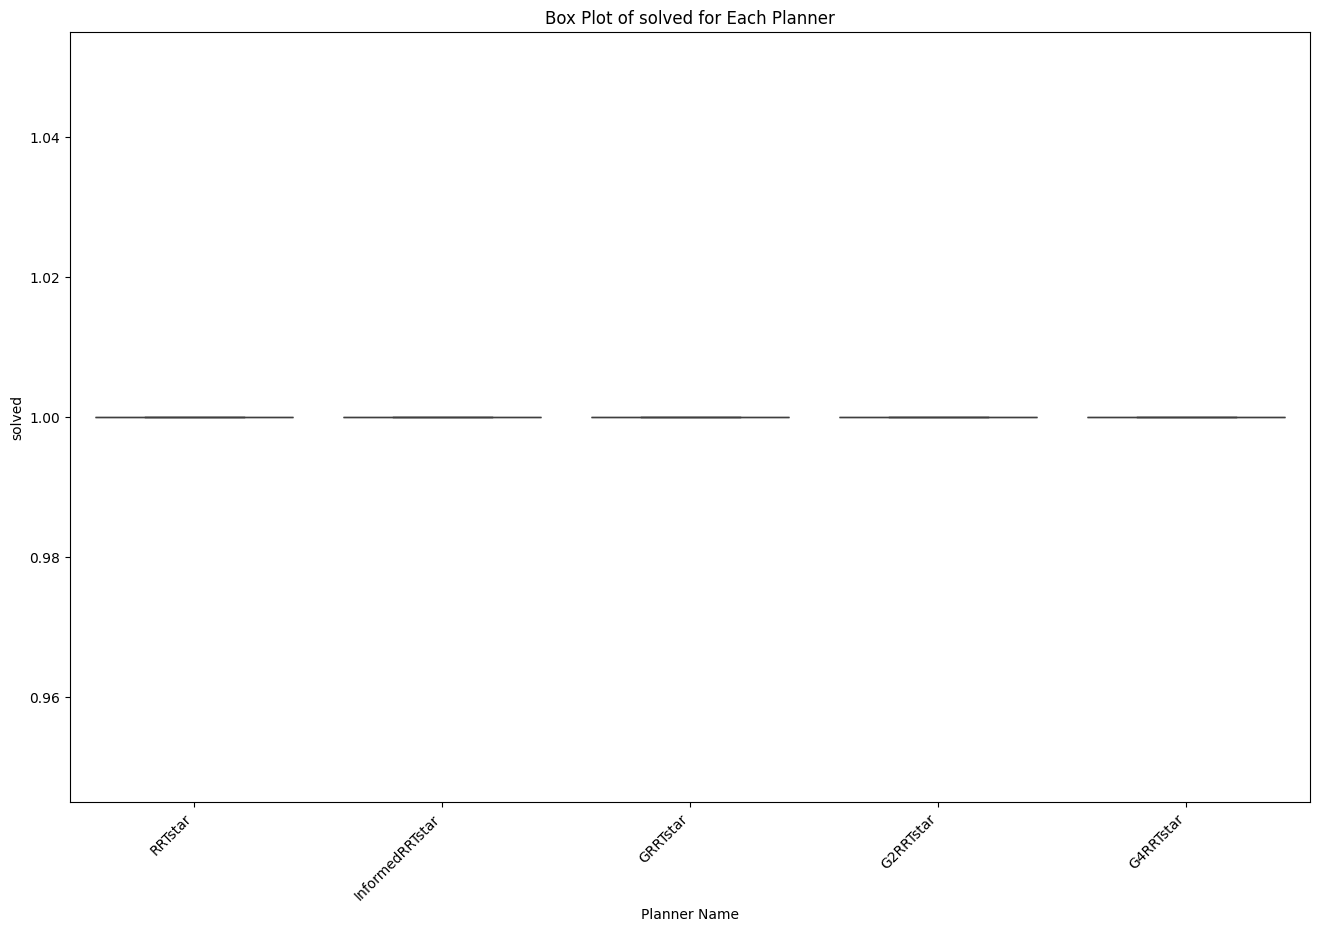 Box Plot of solved for Each Planner
1.04
1.02
1.00
0.98
0.96
solved
RRTstar
InformedRRTstar
GRRTstar
G2RRTstar
G4RRTstar
Planner Name